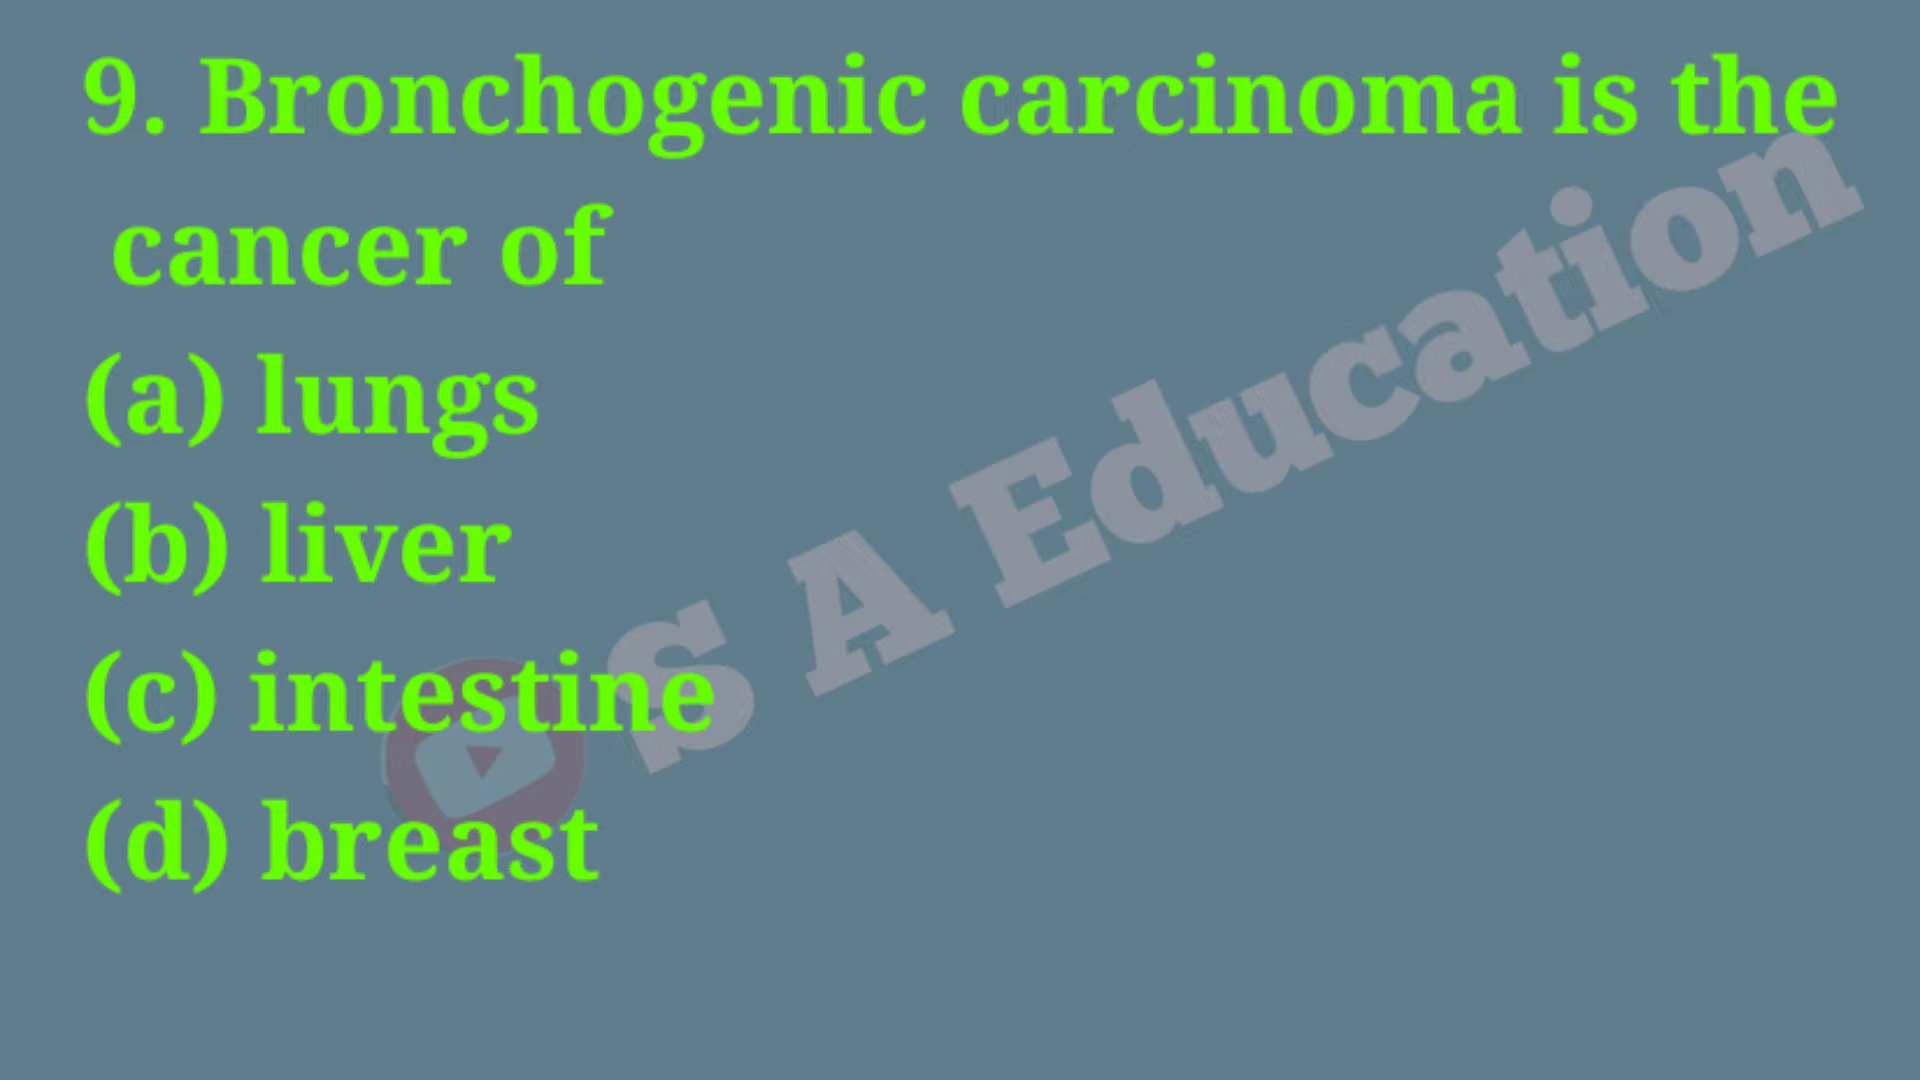 9. Bronchogenic carcinoma is the
cancer of
(a) lungs
(b) liver
(c) intestine
(d) breast
S A Education